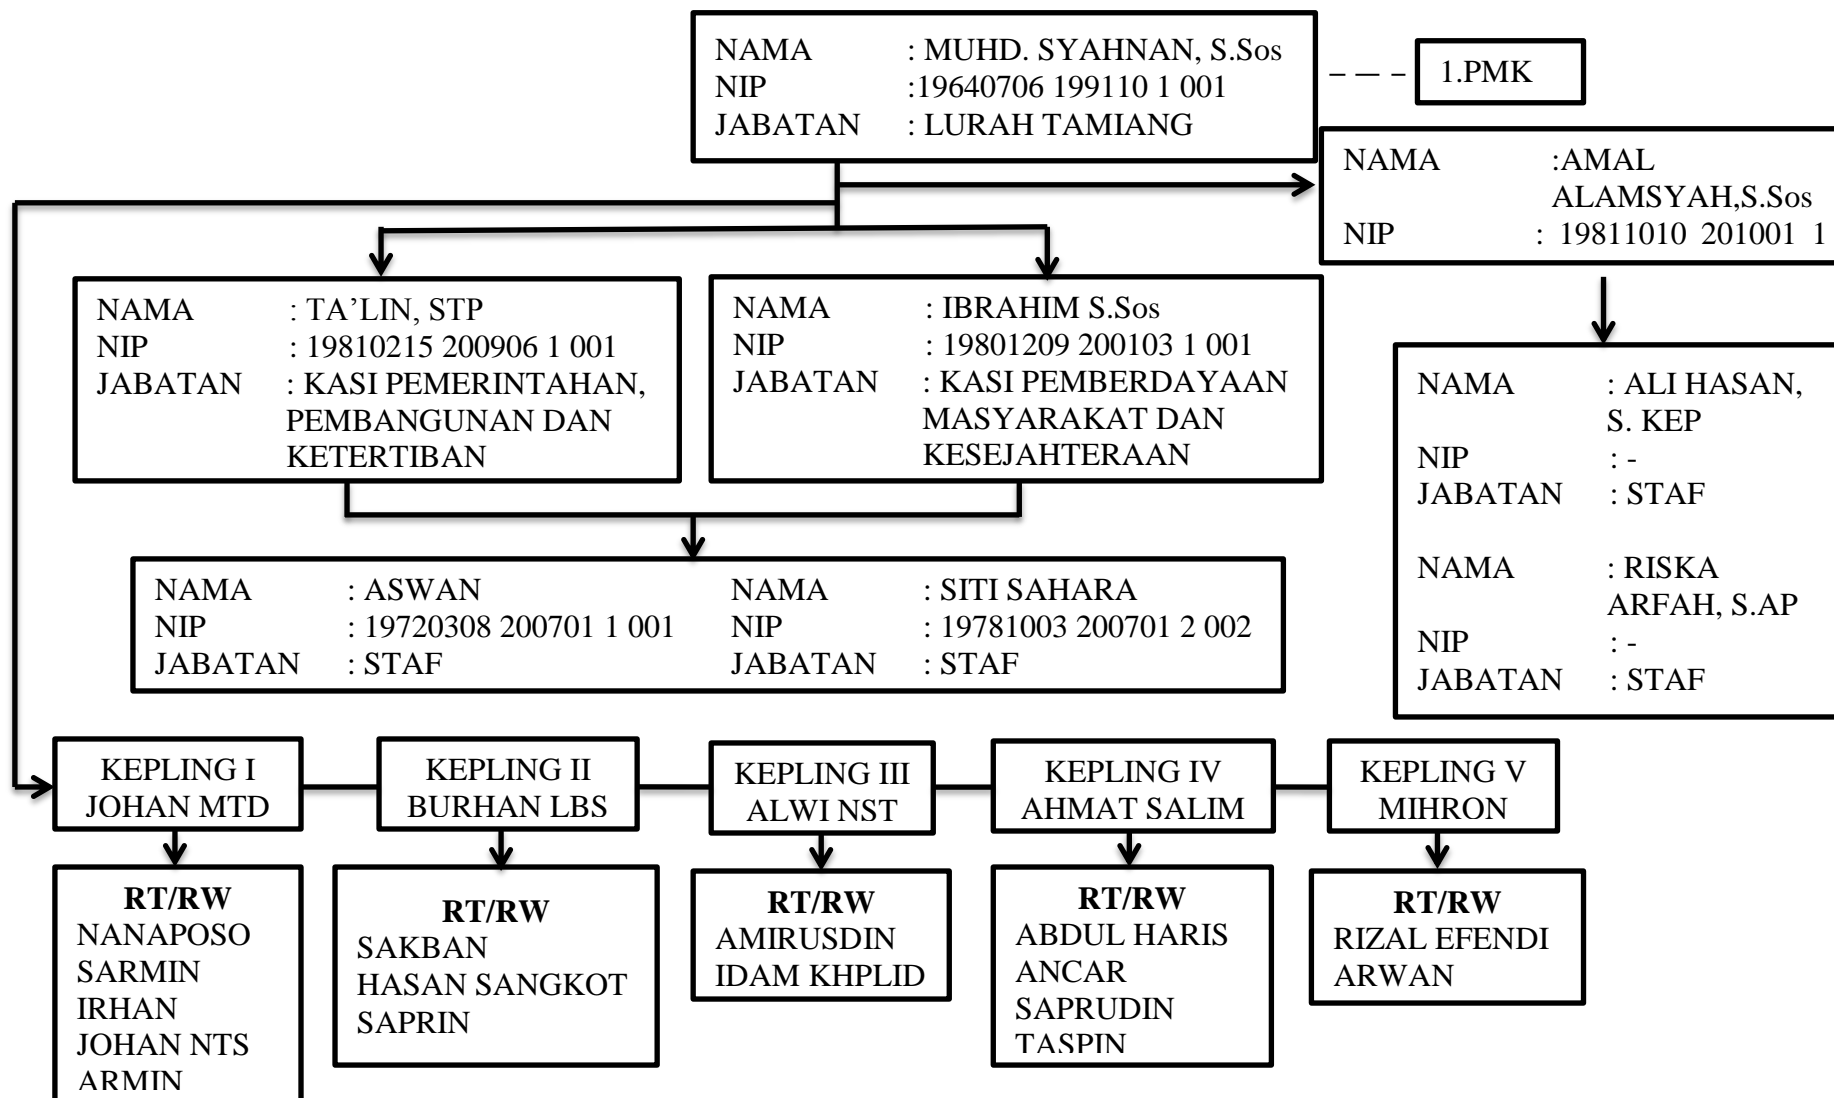 NAMA : MUHD. SYAHNAN, S.Sos
NIP :19640706 199110 1 001
JABATAN : LURAH TAMIANG
1.PMK
NAMA :AMAL
ALAMSYAH,S.Sos
NIP : 19811010 201001 1
NAMA : TA’LIN, STP
NIP : 19810215 200906 1 001
JABATAN : KASI PEMERINTAHAN,
PEMBANGUNAN DAN
KETERTIBAN
NAMA : IBRAHIM S.Sos
NIP : 19801209 200103 1 001
JABATAN : KASI PEMBERDAYAAN
MASYARAKAT DAN
KESEJAHTERAAN
NAMA : ALI HASAN,
S. KEP
NIP : -
JABATAN : STAF
NAMA : RISKA
ARFAH, S.AP
NIP : -
JABATAN : STAF
NAMA : ASWAN NAMA : SITI SAHARA
NIP : 19720308 200701 1 001 NIP : 19781003 200701 2 002
JABATAN : STAF JABATAN : STAF
KEPLING I
JOHAN MTD
KEPLING II
BURHAN LBS
KEPLING III
ALWI NST
KEPLING IV
AHMAT SALIM
KEPLING V
MIHRON
RT/RW
NANAPOSO
SARMIN
IRHAN
JOHAN NTS
ARMIN
RT/RW
SAKBAN
HASAN SANGKOT
SAPRIN
RT/RW
AMIRUSDIN
IDAM KHPLID
RT/RW
ABDUL HARIS
ANCAR
SAPRUDIN
TASPIN
RT/RW
RIZAL EFENDI
ARWAN